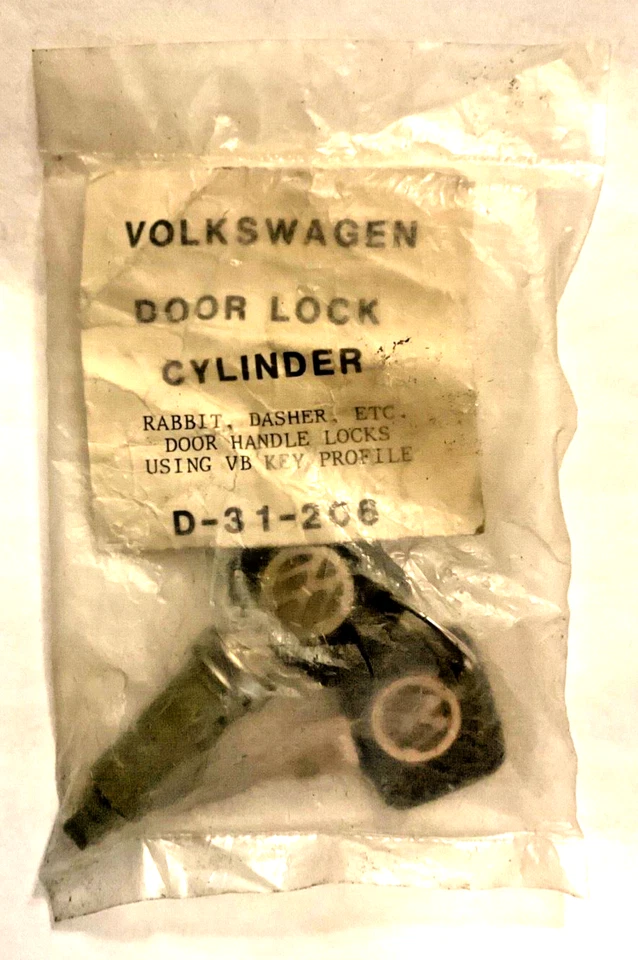 VOLKSWAGEN
DOOR LOCK
CYLINDER
RABBIT, DASHER, ETC.
DOOR HANDLE LOCKS
USING VB KEY PROFILE
D-31-206